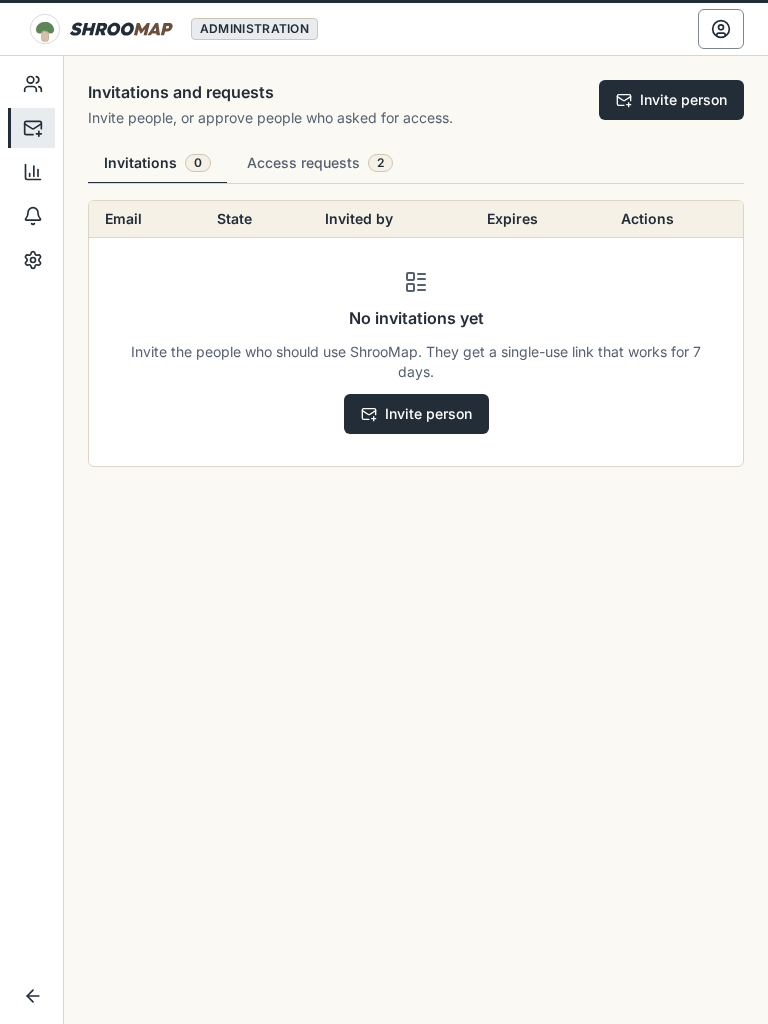 SHROOMAP ADMINISTRATION
Invitations and requests
Invite person
Invite people, or approve people who asked for access.
Invitations 0 Access requests 2
Email State Invited by Expires Actions
No invitations yet
Invite the people who should use ShrooMap. They get a single-use link that works for 7
days.
Invite person